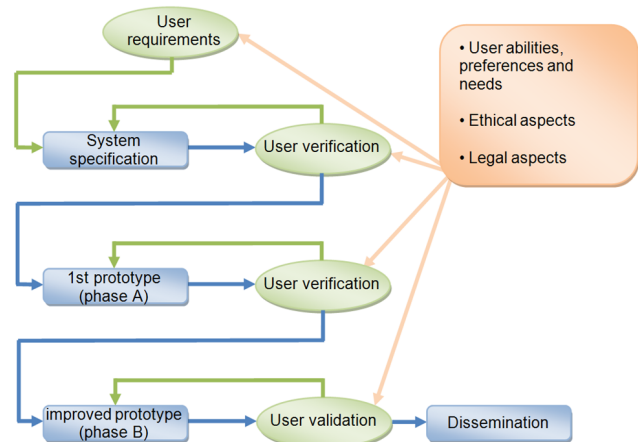 User
requirements
• User abilities,
preferences and
needs
• Ethical aspects
• Legal aspects
System
specification
User verification
1st prototype
(phase A)
User verification
improved prototype
(phase B)
User validation
Dissemination